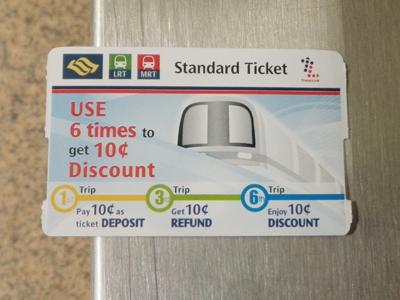 LRT MRT Standard Ticket TransitLink
USE
6 times to
get 10¢
Discount
1st Trip 3rd Trip 6th Trip
Pay 10¢ as Get 10¢ Enjoy 10¢
ticket DEPOSIT REFUND DISCOUNT